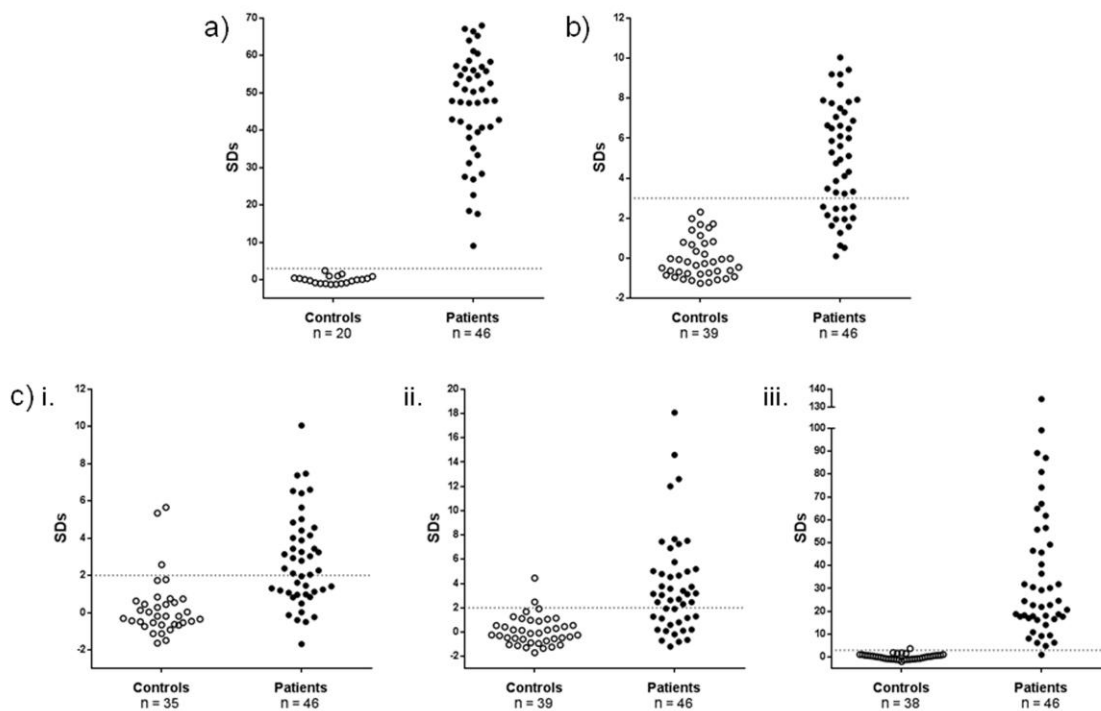 a)
SDs
70
60
50
40
30
20
10
0
Controls
n = 20
Patients
n = 46
b)
SDs
12
10
8
6
4
2
0
-2
Controls
n = 39
Patients
n = 46
c) i.
SDs
12
10
8
6
4
2
0
-2
Controls
n = 35
Patients
n = 46
ii.
SDs
20
18
16
14
12
10
8
6
4
2
0
-2
Controls
n = 39
Patients
n = 46
iii.
SDs
140
130
100
90
80
70
60
50
40
30
20
10
0
Controls
n = 38
Patients
n = 46